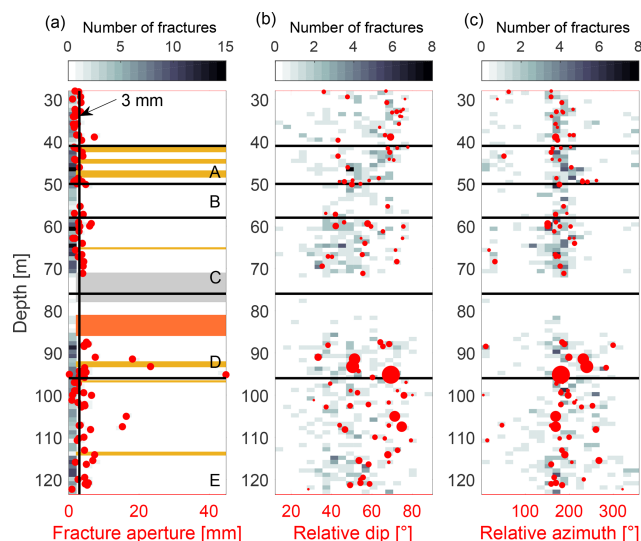 (a) Number of fractures
0 5 10 15
(b) Number of fractures
0 2 4 6 8
(c) Number of fractures
0 2 4 6 8
3 mm
30
40
50
60
70
80
90
100
110
120
A
B
C
D
E
Depth [m]
0 20 40
Fracture aperture [mm]
30
40
50
60
70
80
90
100
110
120
20 40 60 80
Relative dip [°]
30
40
50
60
70
80
90
100
110
120
0 100 200 300
Relative azimuth [°]